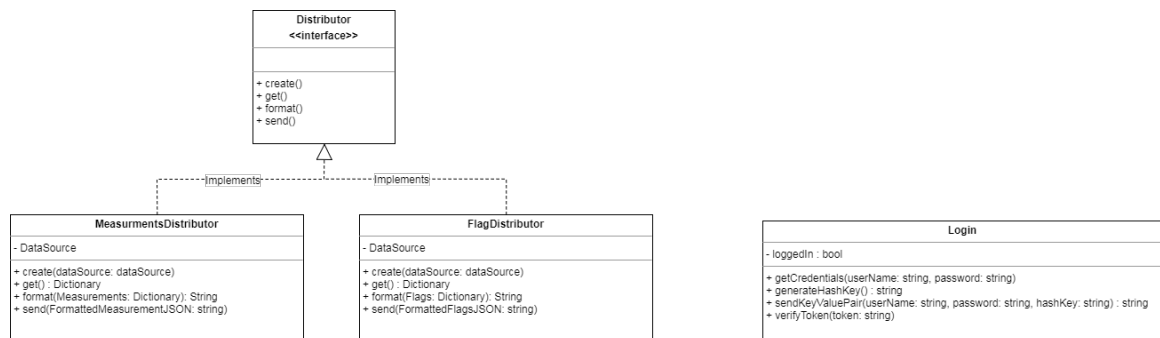 Distributor
<<interface>>
+ create()
+ get()
+ format()
+ send()
Implements
Implements
MeasurmentsDistributor
- DataSource
+ create(dataSource: dataSource)
+ get() : Dictionary
+ format(Measurements: Dictionary): String
+ send(FormattedMeasurementJSON: string)
FlagDistributor
- DataSource
+ create(dataSource: dataSource)
+ get() : Dictionary
+ format(Flags: Dictionary): String
+ send(FormattedFlagsJSON: string)
Login
- loggedIn : bool
+ getCredentials(userName: string, password: string)
+ generateHashKey() : string
+ sendKeyValuePair(userName: string, password: string, hashKey: string) : string
+ verifyToken(token: string)